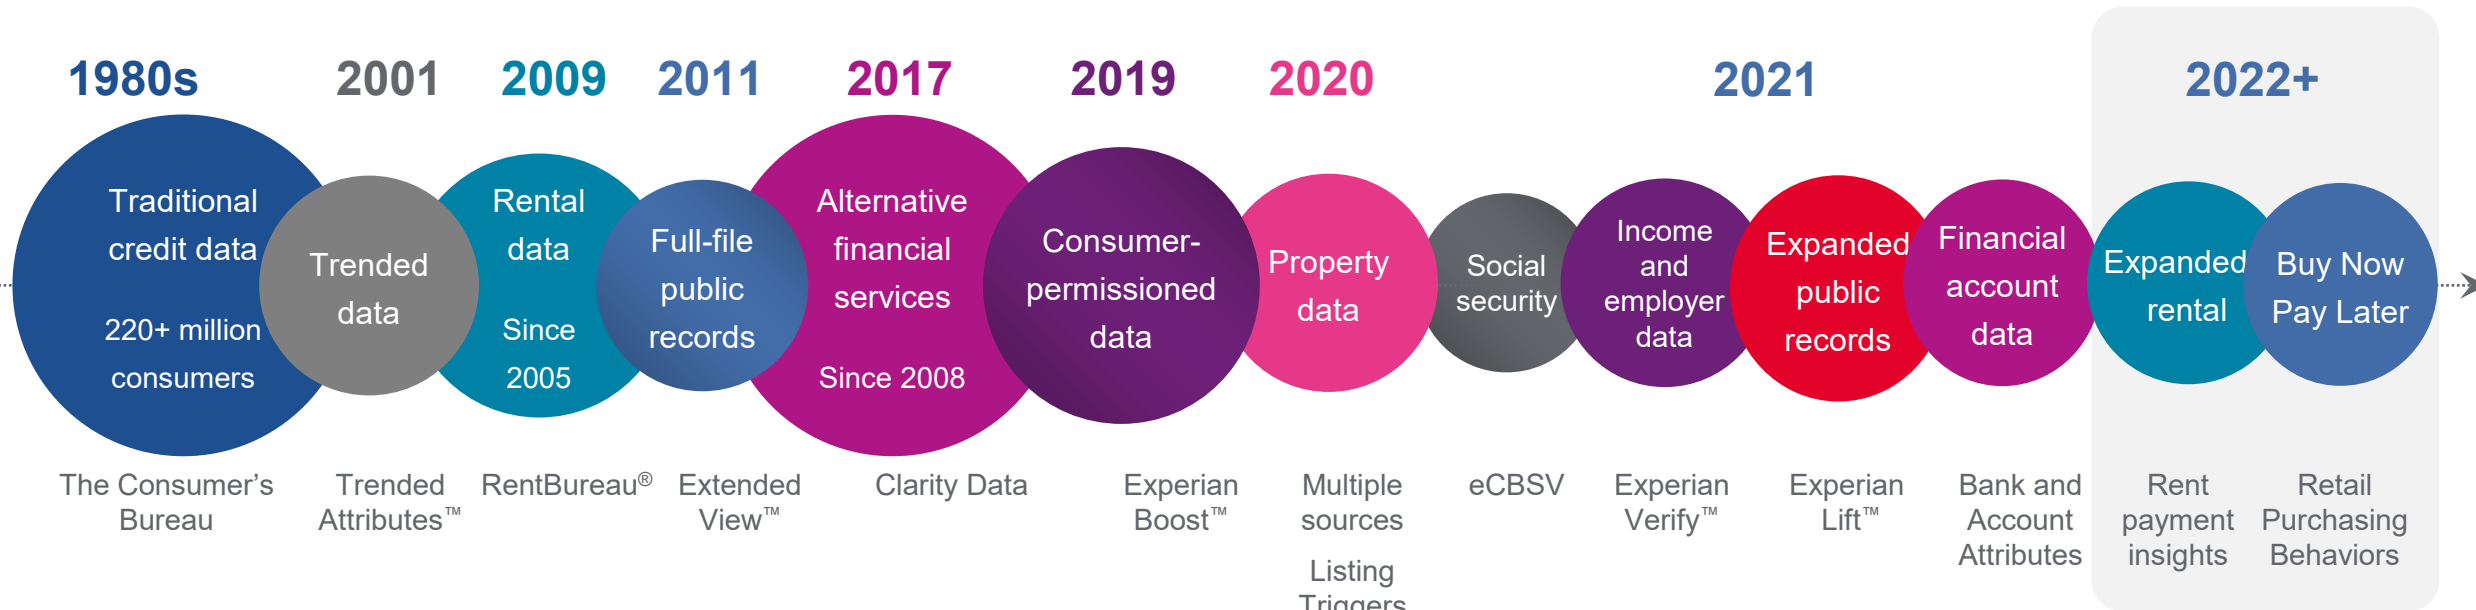 1980s
2001
2009
2011
2017
2019
2020
2021
2022+
Traditional
credit data
220+ million
consumers
Trended
data
Rental
data
Since
2005
Full-file
public
records
Alternative
financial
services
Since 2008
Consumer-
permissioned
data
Property
data
Social
security
Income
and
employer
data
Expanded
public
records
Financial
account
data
Expanded
rental
Buy Now
Pay Later
The Consumer's
Bureau
Trended
Attributes™
RentBureau®
Extended
View™
Clarity Data
Experian
Boost™
Multiple
sources
Listing
Triggers
eCBSV
Experian
Verify™
Experian
Lift™
Bank and
Account
Attributes
Rent
payment
insights
Retail
Purchasing
Behaviors